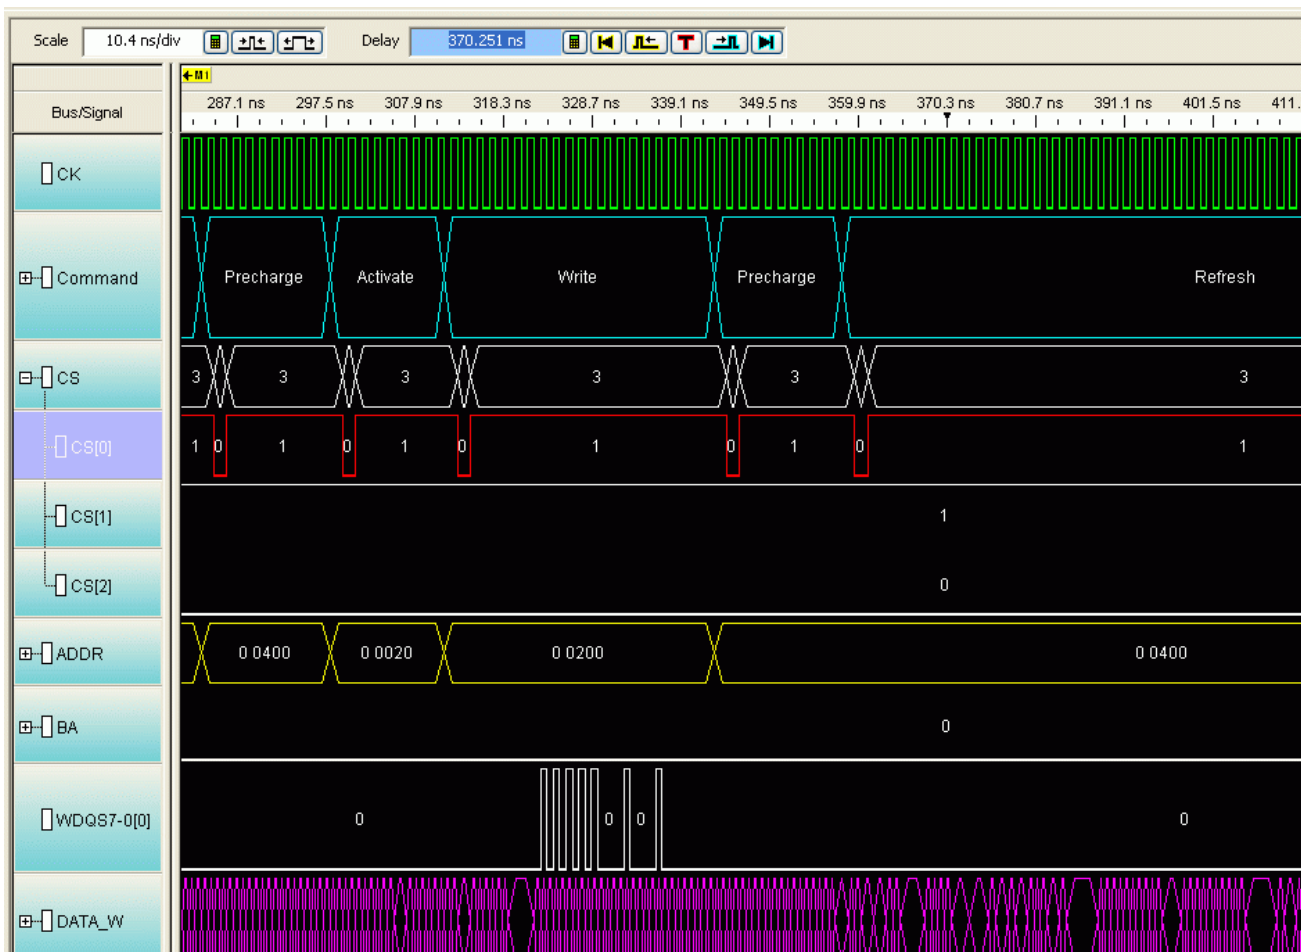 Scale 10.4 ns/div Delay 370.251 ns T
M1
Bus/Signal 287.1 ns 297.5 ns 307.9 ns 318.3 ns 328.7 ns 339.1 ns 349.5 ns 359.9 ns 370.3 ns 380.7 ns 391.1 ns 401.5 ns 411.
CK
Command Precharge Activate Write Precharge Refresh
CS 3 3 3 3 3 3
CS[0] 1 0 1 0 1 0 1 0 1 0 1
CS[1] 1
CS[2] 0
ADDR 0 0400 0 0020 0 0200 0 0400
BA 0
WDQS7-0[0] 0 0 0 0
DATA_W